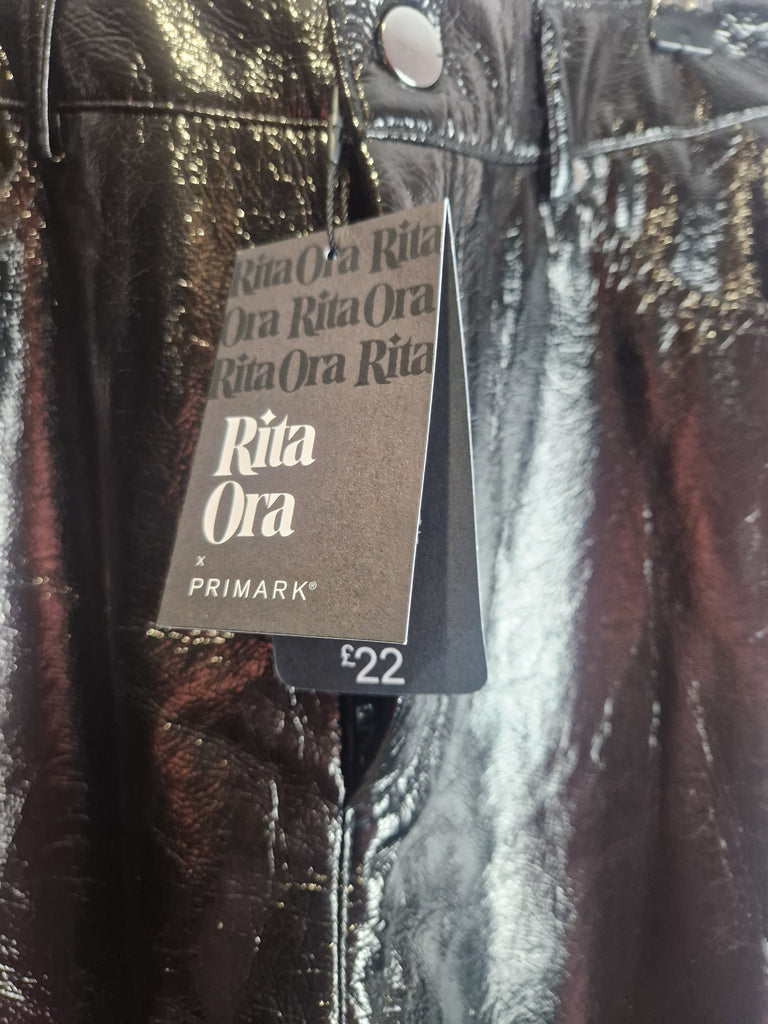 Rita Ora Rita
Ora Rita Ora
Rita Ora Rita
Rita
Ora
x
PRIMARK®
£22